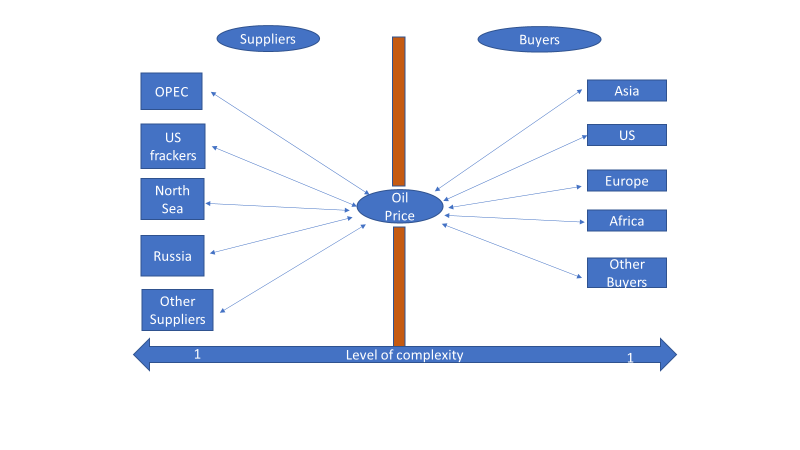 Suppliers
Buyers
OPEC
US
frackers
North
Sea
Russia
Other
Suppliers
Oil
Price
Asia
US
Europe
Africa
Other
Buyers
1
Level of complexity
1